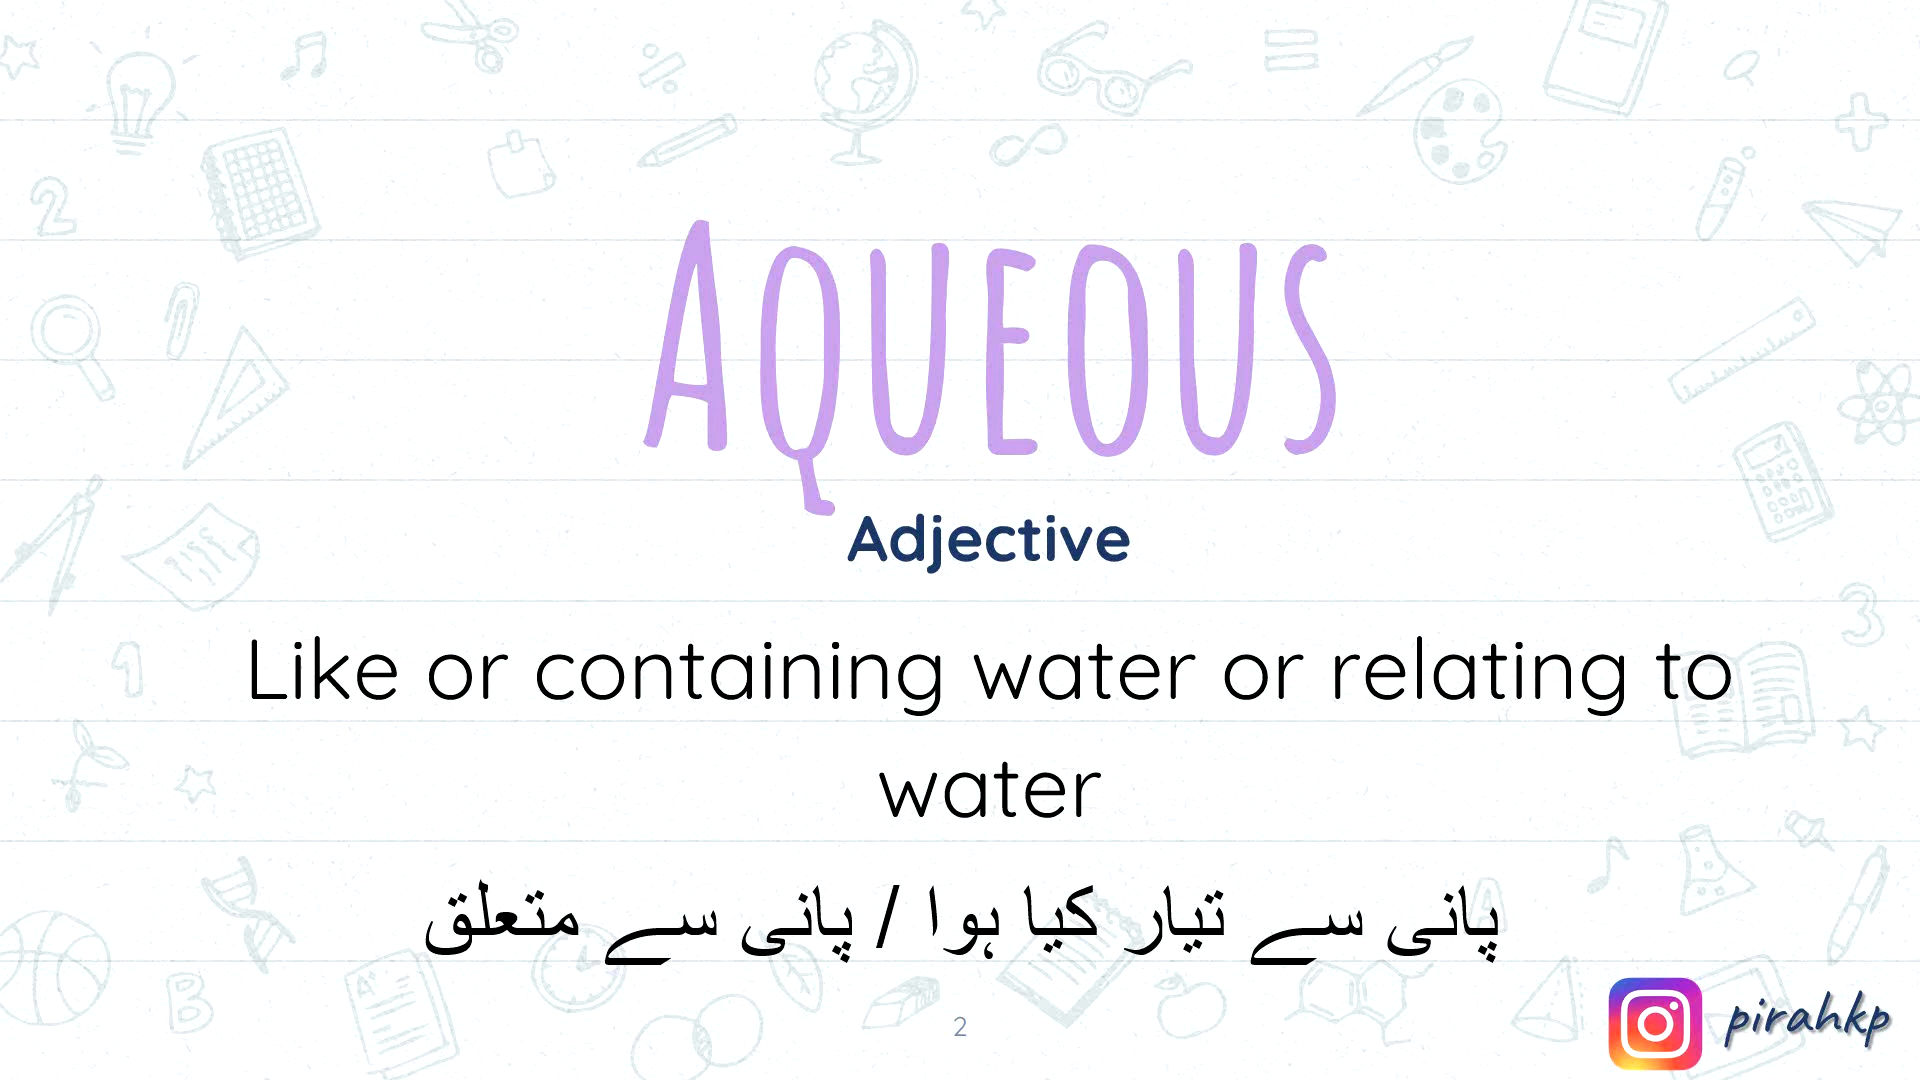 Aqueous
Adjective
Like or containing water or relating to
water
پانی سے تیار کیا ہوا / پانی سے متعلق
2
pirahkp